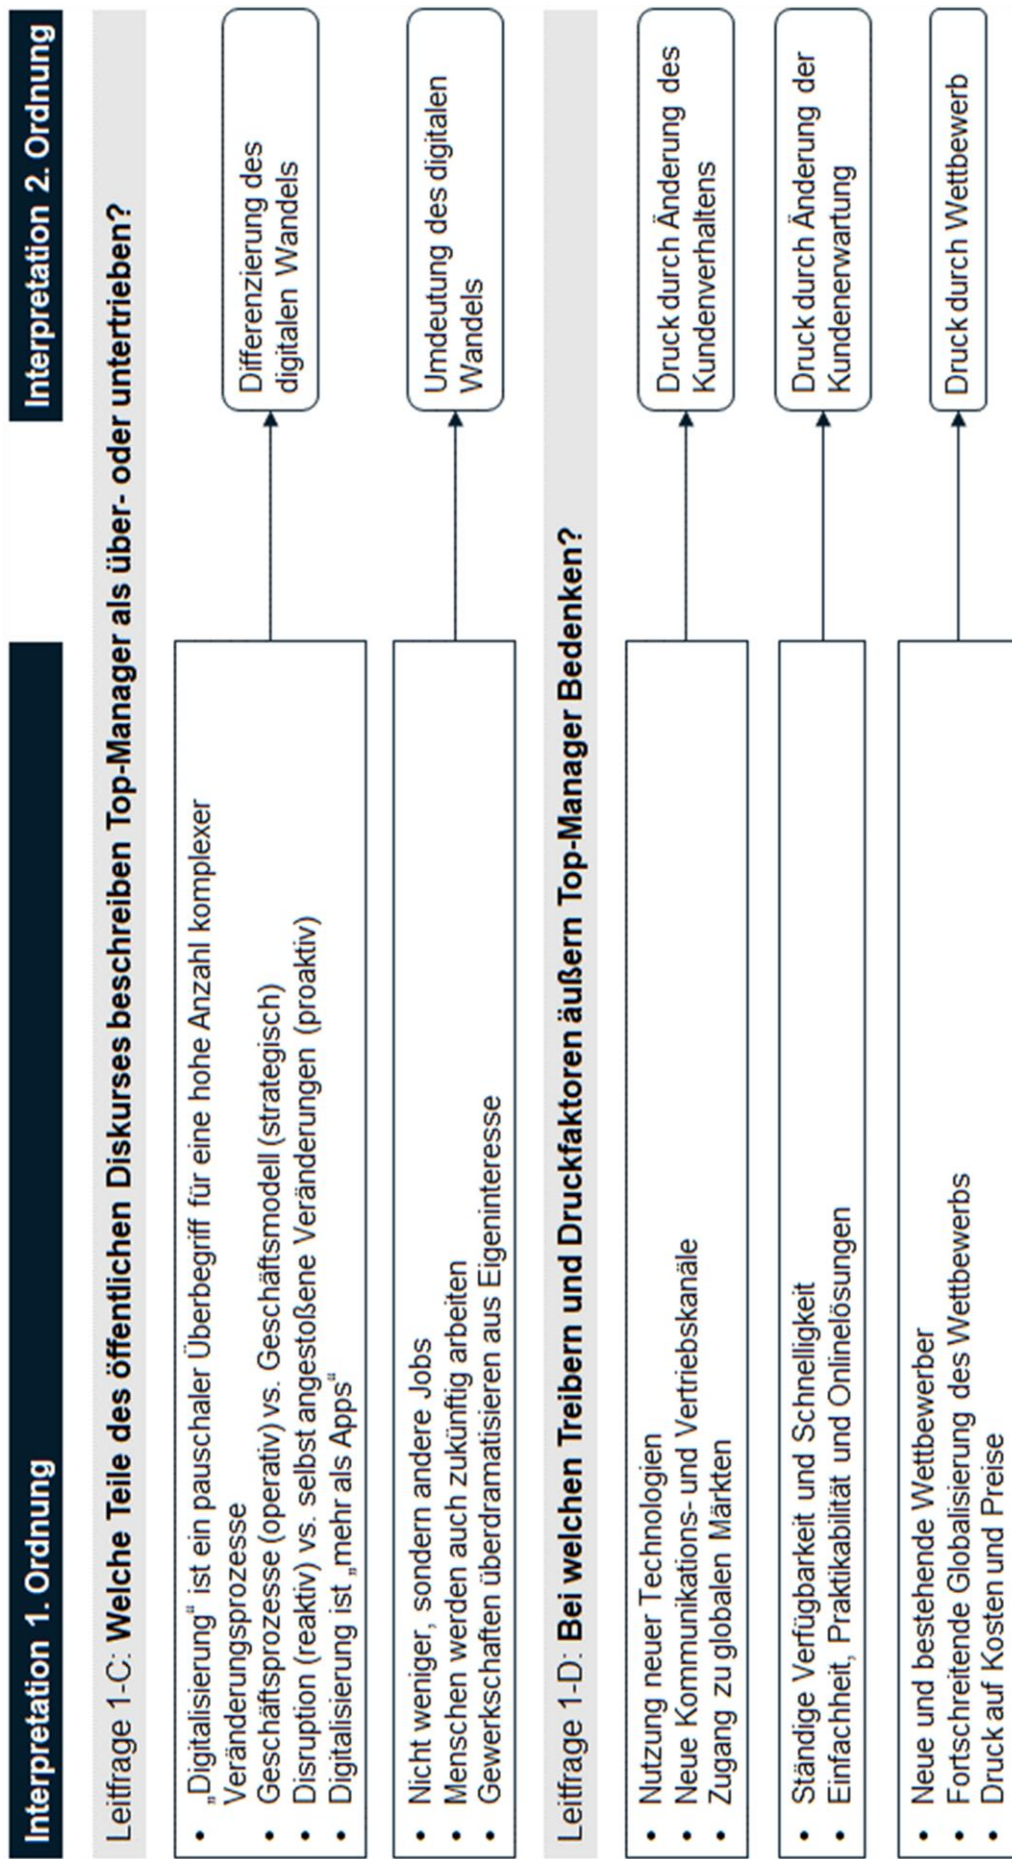 Interpretation 1. Ordnung
Interpretation 2. Ordnung
Leitfrage 1-C: Welche Teile des öffentlichen Diskurses beschreiben Top-Manager als über- oder untertrieben?
• „Digitalisierung“ ist ein pauschaler Überbegriff für eine hohe Anzahl komplexer
Veränderungsprozesse
• Geschäftsprozesse (operativ) vs. Geschäftsmodell (strategisch)
• Disruption (reaktiv) vs. selbst angestoßene Veränderungen (proaktiv)
• Digitalisierung ist „mehr als Apps“
Differenzierung des
digitalen Wandels
• Nicht weniger, sondern andere Jobs
• Menschen werden auch zukünftig arbeiten
• Gewerkschaften überdramatisieren aus Eigeninteresse
Umdeutung des digitalen
Wandels
Leitfrage 1-D: Bei welchen Treibern und Druckfaktoren äußern Top-Manager Bedenken?
• Nutzung neuer Technologien
• Neue Kommunikations- und Vertriebskanäle
• Zugang zu globalen Märkten
Druck durch Änderung des
Kundenverhaltens
• Ständige Verfügbarkeit und Schnelligkeit
• Einfachheit, Praktikabilität und Onlinelösungen
Druck durch Änderung der
Kundenerwartung
• Neue und bestehende Wettbewerber
• Fortschreitende Globalisierung des Wettbewerbs
• Druck auf Kosten und Preise
Druck durch Wettbewerb